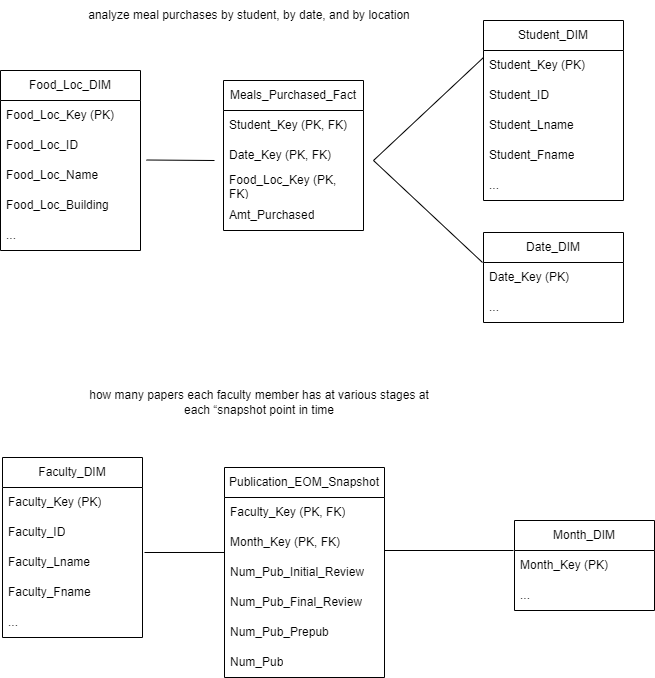 analyze meal purchases by student, by date, and by location
Student_DIM
Student_Key (PK)
Student_ID
Student_Lname
Student_Fname
...
Food_Loc_DIM
Food_Loc_Key (PK)
Food_Loc_ID
Food_Loc_Name
Food_Loc_Building
...
Meals_Purchased_Fact
Student_Key (PK, FK)
Date_Key (PK, FK)
Food_Loc_Key (PK,
FK)
Amt_Purchased
Date_DIM
Date_Key (PK)
...
how many papers each faculty member has at various stages at
each “snapshot point in time
Faculty_DIM
Faculty_Key (PK)
Faculty_ID
Faculty_Lname
Faculty_Fname
...
Publication_EOM_Snapshot
Faculty_Key (PK, FK)
Month_Key (PK, FK)
Num_Pub_Initial_Review
Num_Pub_Final_Review
Num_Pub_Prepub
Num_Pub
Month_DIM
Month_Key (PK)
...